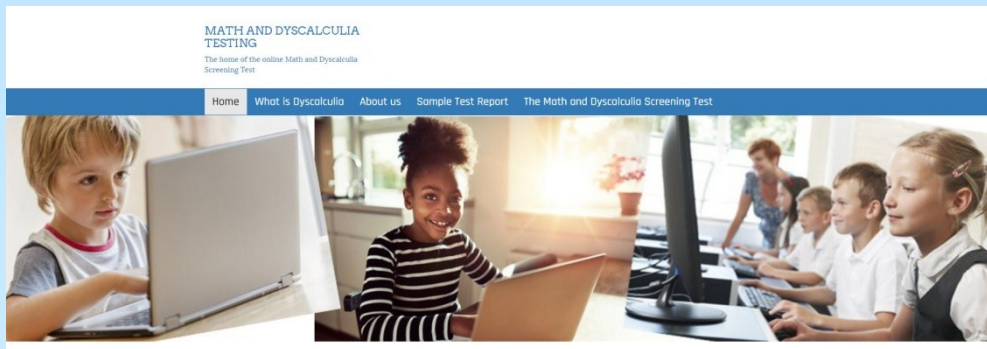 MATH AND DYSCALCULIA
TESTING
The home of the online Math and Dyscalculia
Screening Test
Home What is Dyscalculia About us Sample Test Report The Math and Dyscalculia Screening Test